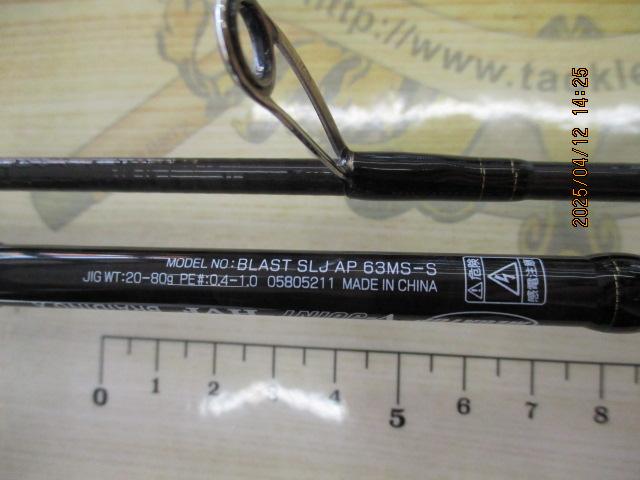 http://www.tackle
2025/04/12 14:25
MODEL NO.:BLAST SLJ AP 63MS-S
JIG WT:20-80g PE#:0.4-1.0 05805211 MADE IN CHINA
危険
感電注意
HVF
0 1 2 3 4 5 6 7 8